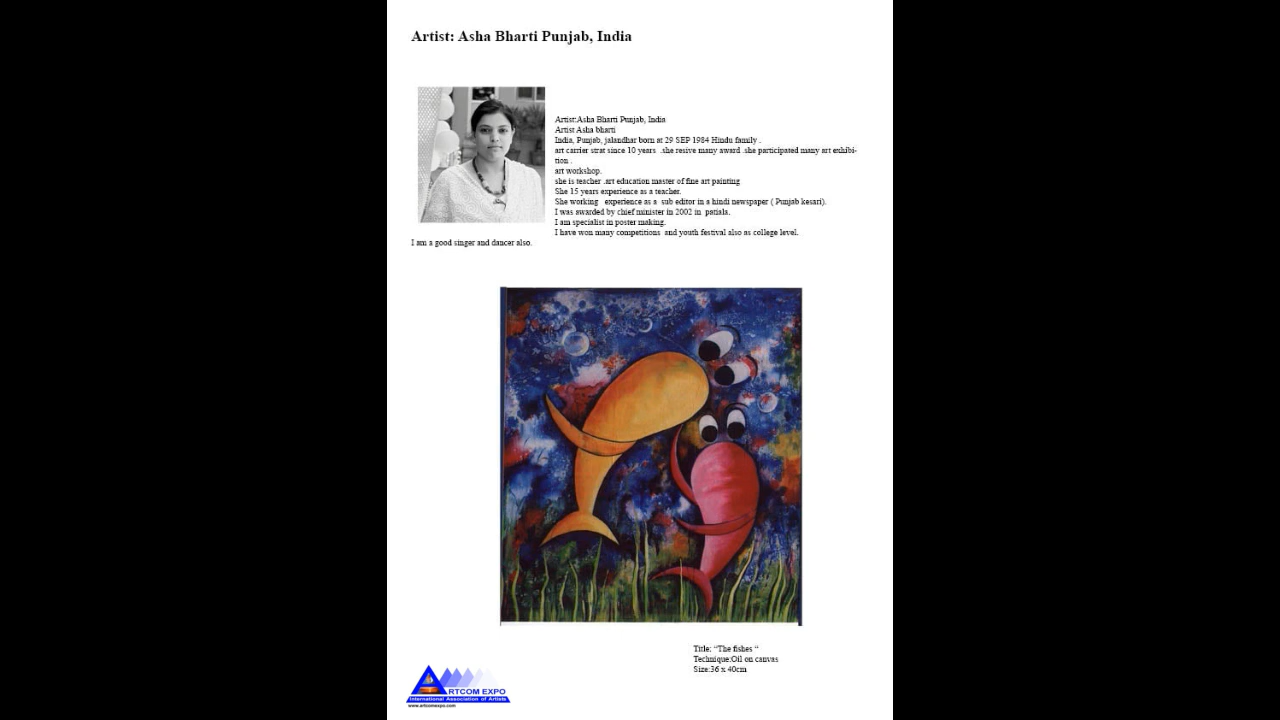 Artist: Asha Bharti Punjab, India
Artist:Asha Bharti Punjab, India
Artist Asha bharti
India, Punjab, jalandhar born at 29 SEP 1984 Hindu family .
art carrier strat since 10 years .she resive many award .she participated many art exhibi-
tion .
art workshop.
she is teacher .art education master of fine art painting
She 15 years experience as a teacher.
She working experience as a sub editor in a hindi newspaper ( Punjab kesari).
I was awarded by chief minister in 2002 in patiala.
I am specialist in poster making.
I have won many competitions and youth festival also as college level.
I am a good singer and dancer also.
Title; “The fishes “
Technique:Oil on canvas
Size:36 x 40cm
ARTCOM EXPO
International Association of Artists
www.artcomexpo.com